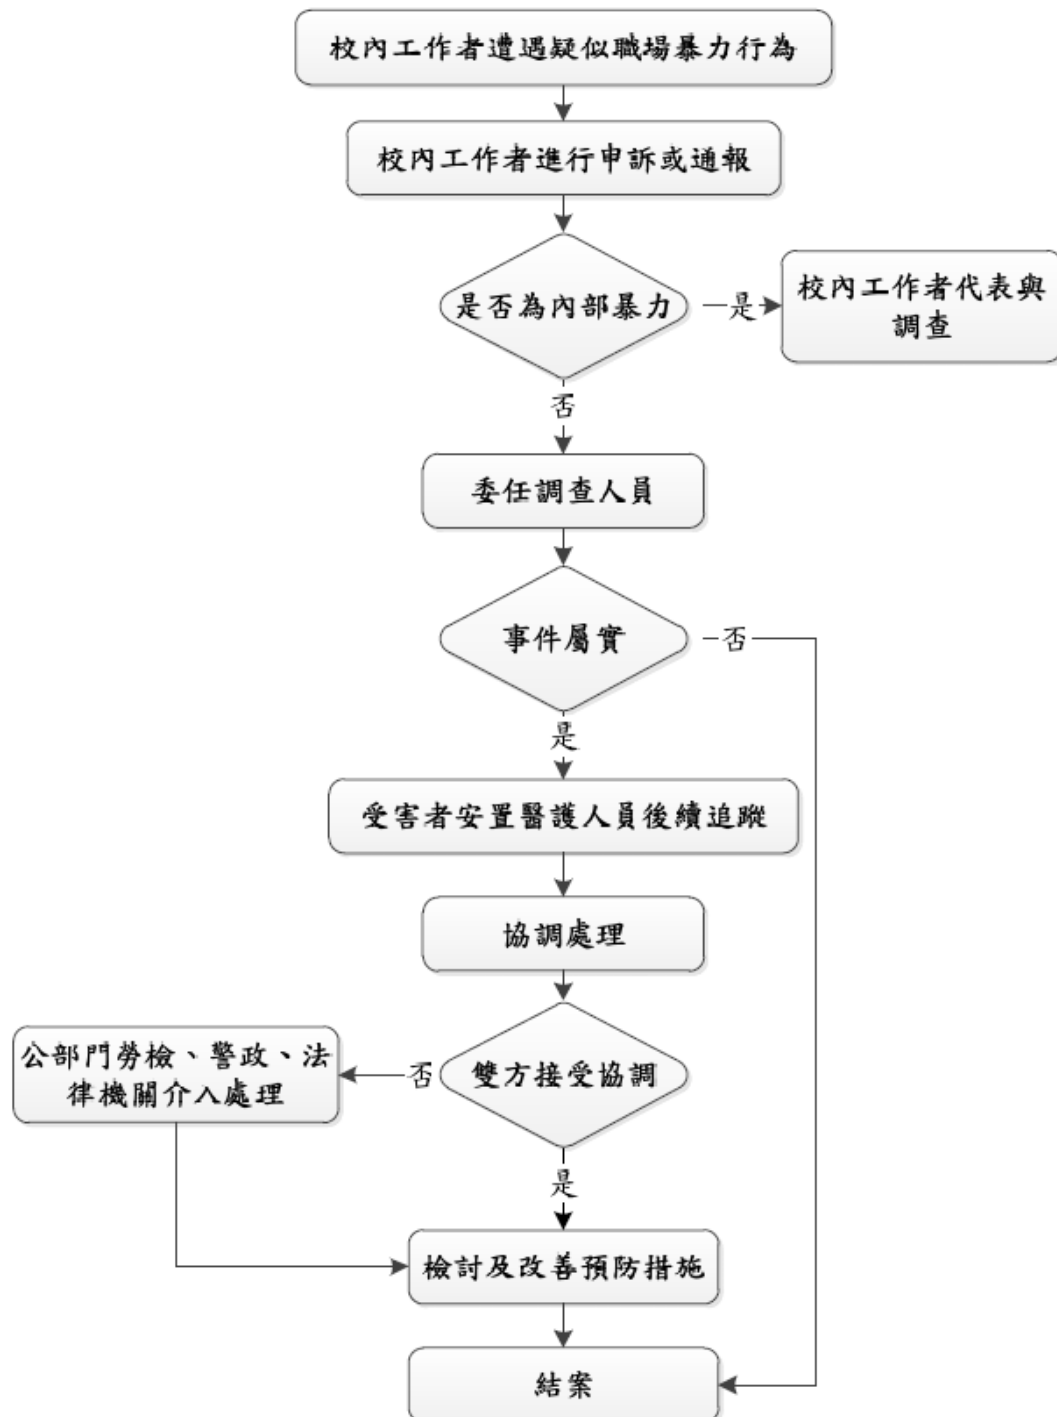 校內工作者遭遇疑似職場暴力行為
校內工作者進行申訴或通報
是否為內部暴力
是
校內工作者代表與
調查
否
委任調查人員
事件屬實
否
是
受害者安置醫護人員後續追蹤
協調處理
雙方接受協調
否
公部門勞檢、警政、法
律機關介入處理
是
檢討及改善預防措施
結案